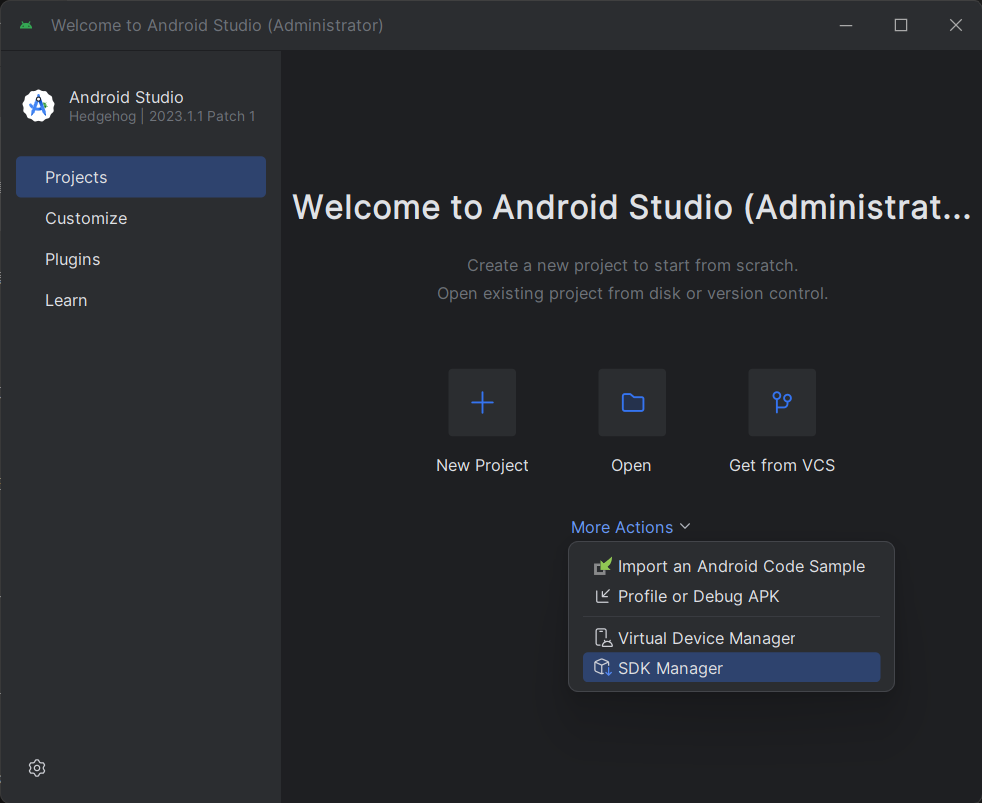 Welcome to Android Studio (Administrator)
Android Studio
Hedgehog | 2023.1.1 Patch 1
Projects
Customize
Plugins
Learn
Welcome to Android Studio (Administrat...
Create a new project to start from scratch.
Open existing project from disk or version control.
New Project
Open
Get from VCS
More Actions
Import an Android Code Sample
Profile or Debug APK
Virtual Device Manager
SDK Manager